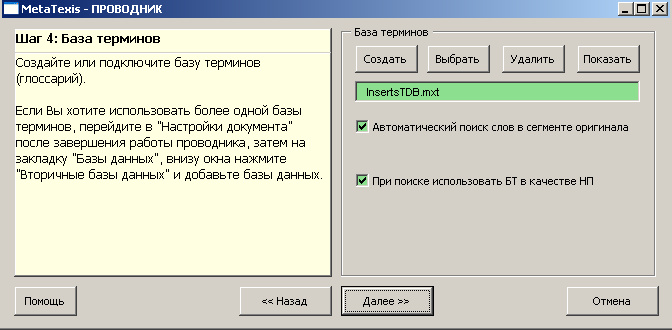 MetaTexis - ПРОВОДНИК
Шаг 4: База терминов
Создайте или подключите базу терминов
(глоссарий).
Если Вы хотите использовать более одной базы
терминов, перейдите в "Настройки документа"
после завершения работы проводника, затем на
закладку "Базы данных", внизу окна нажмите
"Вторичные базы данных" и добавьте базы данных.
База терминов
Создать Выбрать Удалить Показать
InsertsTDB.mxt
Автоматический поиск слов в сегменте оригинала
При поиске использовать БТ в качестве НП
Помощь << Назад Далее >> Отмена